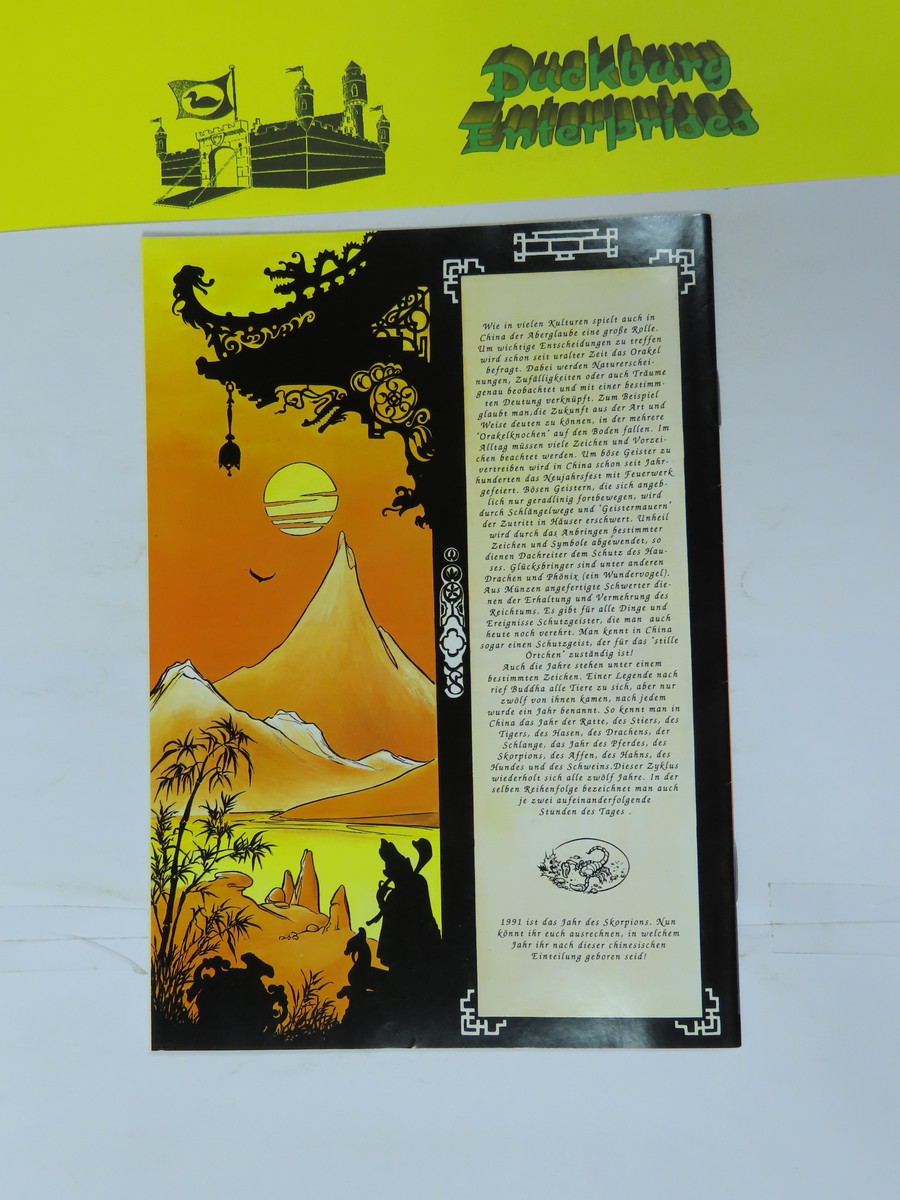 Duckburg
Enterprises
Wie in vielen Kulturen spielt auch in
China der Aberglaube eine große Rolle.
Um wichtige Entscheidungen zu treffen
wird schon seit uralter Zeit das Orakel
befragt. Dabei werden Naturerschei-
nungen, Zufälligkeiten oder auch Träume
genau beobachtet und mit einer bestimm-
ten Deutung verknüpft. Zum Beispiel
glaubt man,die Zukunft aus der Art und
Weise deuten zu können, in der mehrere
"Orakelknochen" auf den Boden fallen. Im
Alltag müssen viele Zeichen und Vorzei-
chen beachtet werden. Um böse Geister zu
vertreiben wird in China schon seit Jahr-
hunderten das Neujahrsfest mit Feuerwerk
gefeiert. Bösen Geistern, die sich angeb-
lich nur geradlinig fortbewegen, wird
durch Schlängelwege und "Geistermauern"
der Zutritt in Häuser erschwert. Unheil
wird durch das Anbringen bestimmter
Zeichen und Symbole abgewendet, so
dienen Dachreiter dem Schutz des Hau-
ses. Glücksbringer sind unter anderen
Drachen und Phönix (ein Wundervogel).
Aus Münzen angefertigte Schwerter die-
nen der Erhaltung und Vermehrung des
Reichtums. Es gibt für alle Dinge und
Ereignisse Schutzgeister, die man auch
heute noch verehrt. Man kennt in China
sogar einen Schutzgeist, der für das "stille
Örtchen" zuständig ist!
Auch die Jahre stehen unter einem
bestimmten Zeichen. Einer Legende nach
rief Buddha alle Tiere zu sich, aber nur
zwölf von ihnen kamen, nach jedem
wurde ein Jahr benannt. So kennt man in
China das Jahr der Ratte, des Stiers, des
Tigers, des Hasen, des Drachens, der
Schlange, das Jahr des Pferdes, des
Skorpions, des Affen, des Hahns, des
Hundes und des Schweins.Dieser Zyklus
wiederholt sich alle zwölf Jahre. In der
selben Reihenfolge bezeichnet man auch
je zwei aufeinanderfolgende
Stunden des Tages .
1991 ist das Jahr des Skorpions. Nun
könnt ihr euch ausrechnen, in welchem
Jahr ihr nach dieser chinesischen
Einteilung geboren seid!